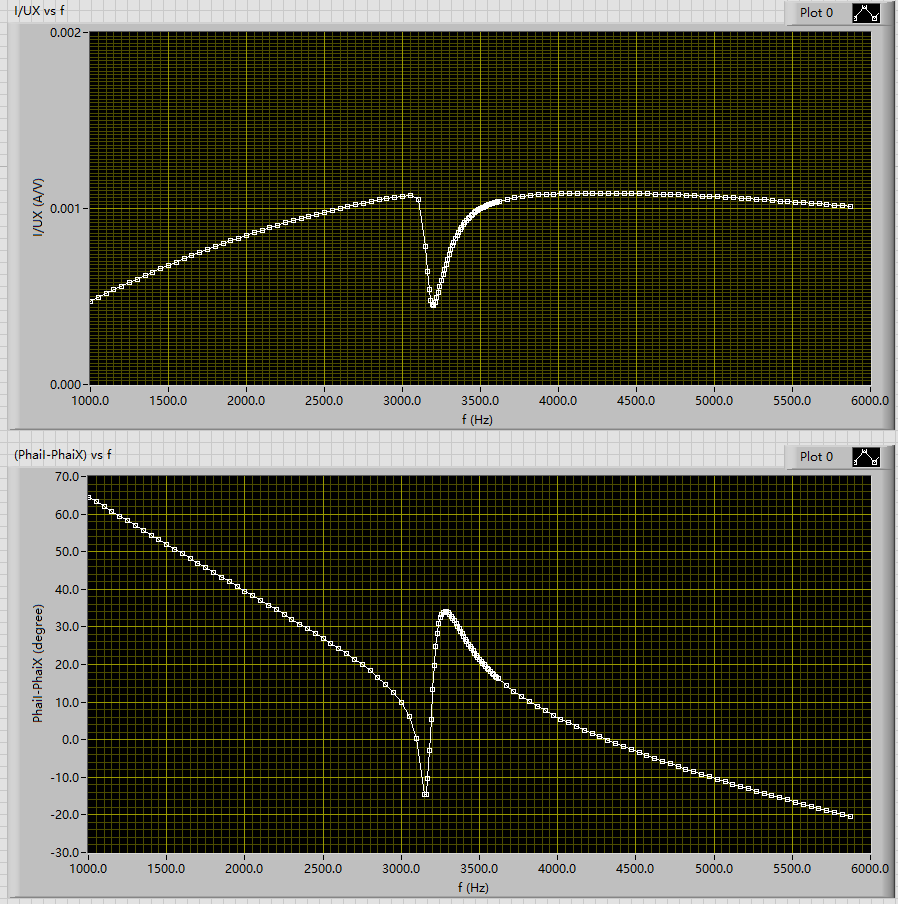 I/UX vs f
Plot 0
0.002
0.001
0.000
I/UX (A/V)
1000.0 1500.0 2000.0 2500.0 3000.0 3500.0 4000.0 4500.0 5000.0 5500.0 6000.0
f (Hz)
(PhaiI-PhaiX) vs f
Plot 0
70.0
60.0
50.0
40.0
30.0
20.0
10.0
0.0
-10.0
-20.0
-30.0
PhaiI-PhaiX (degree)
1000.0 1500.0 2000.0 2500.0 3000.0 3500.0 4000.0 4500.0 5000.0 5500.0 6000.0
f (Hz)